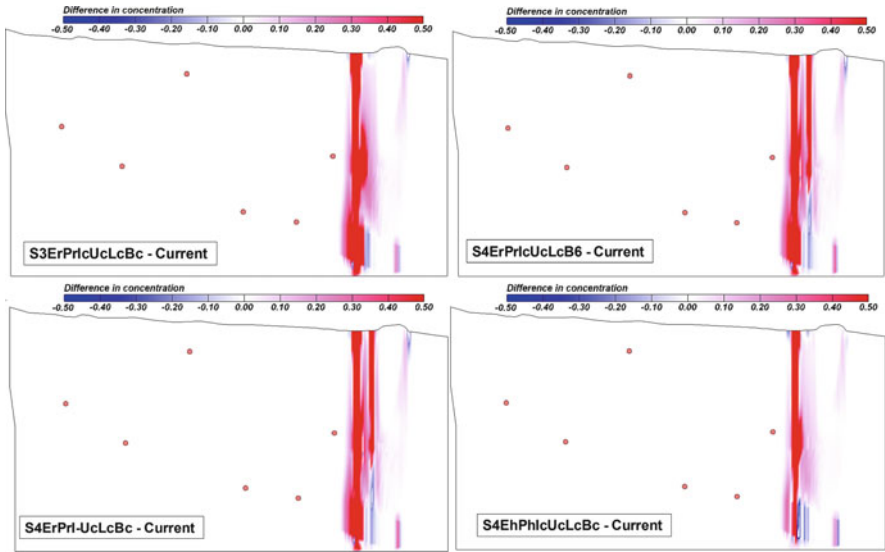 Difference in concentration
-0.50 -0.40 -0.30 -0.20 -0.10 0.00 0.10 0.20 0.30 0.40 0.50
S3ErPrIcUcLcBc - Current
Difference in concentration
-0.50 -0.40 -0.30 -0.20 -0.10 0.00 0.10 0.20 0.30 0.40 0.50
S4ErPrIcUcLcB6 - Current
Difference in concentration
-0.50 -0.40 -0.30 -0.20 -0.10 0.00 0.10 0.20 0.30 0.40 0.50
S4ErPrI-UcLcBc - Current
Difference in concentration
-0.50 -0.40 -0.30 -0.20 -0.10 0.00 0.10 0.20 0.30 0.40 0.50
S4EhPhIcUcLcBc - Current